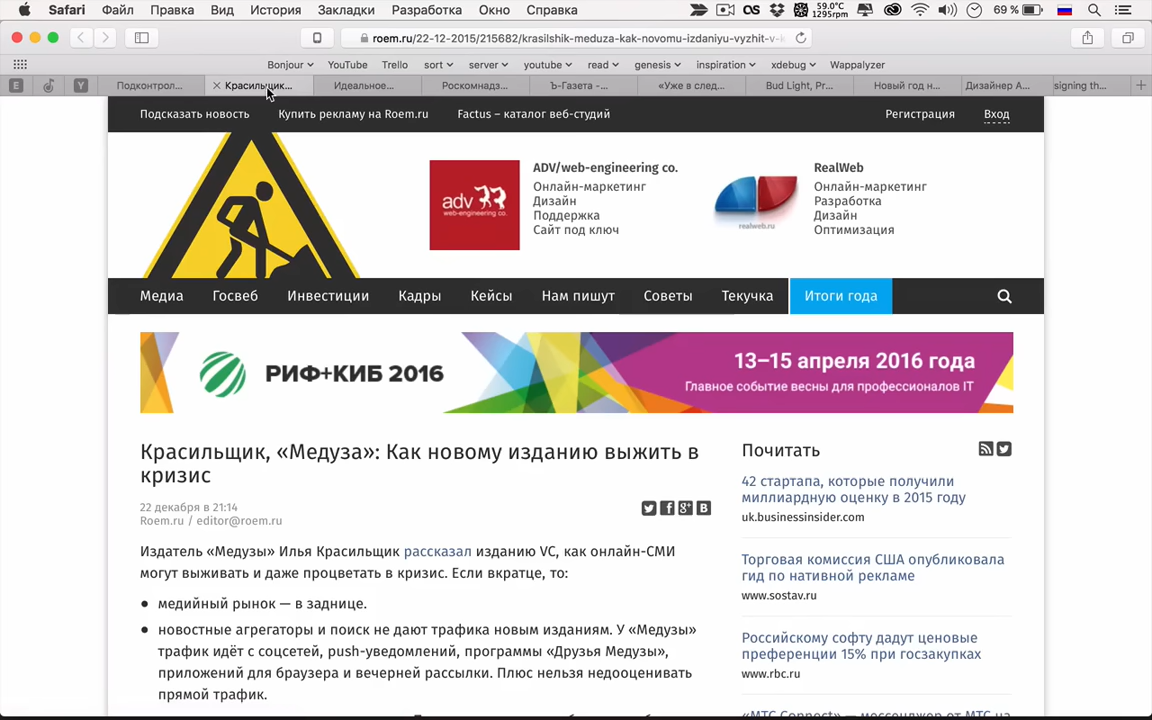 Safari Файл Правка Вид История Закладки Разработка Окно Справка 59.0°C 1295rpm 69 %
roem.ru/22-12-2015/215682/krasilshik-meduza-kak-novomu-izdaniyu-vyzhit-v-k
Bonjour YouTube Trello sort server youtube read genesis inspiration xdebug Wappalyzer
E Y Подконтрол... Красильщик... Идеальное... Роскомнадз... Ъ-Газета -... «Уже в след... Bud Light, Pr... Новый год н... Дизайнер А... signing th...
Подсказать новость Купить рекламу на Roem.ru Factus – каталог веб-студий Регистрация Вход
adv
web-engineering co.
ADV/web-engineering co.
Онлайн-маркетинг
Дизайн
Поддержка
Сайт под ключ
realweb.ru
RealWeb
Онлайн-маркетинг
Разработка
Дизайн
Оптимизация
Медиа Госвеб Инвестиции Кадры Кейсы Нам пишут Советы Текучка Итоги года
РИФ+КИБ 2016
13–15 апреля 2016 года
Главное событие весны для профессионалов IT
Красильщик, «Медуза»: Как новому изданию выжить в
кризис
22 декабря в 21:14
Roem.ru / editor@roem.ru
Издатель «Медузы» Илья Красильщик рассказал изданию VC, как онлайн-СМИ
могут выживать и даже процветать в кризис. Если вкратце, то:
● медийный рынок — в заднице.
● новостные агрегаторы и поиск не дают трафика новым изданиям. У «Медузы»
трафик идёт с соцсетей, push-уведомлений, программы «Друзья Медузы»,
приложений для браузера и вечерней рассылки. Плюс нельзя недооценивать
прямой трафик.
Почитать
42 стартапа, которые получили
миллиардную оценку в 2015 году
uk.businessinsider.com
Торговая комиссия США опубликовала
гид по нативной рекламе
www.sostav.ru
Российскому софту дадут ценовые
преференции 15% при госзакупках
www.rbc.ru
«МТС Connect» — мессенджер от МТС на